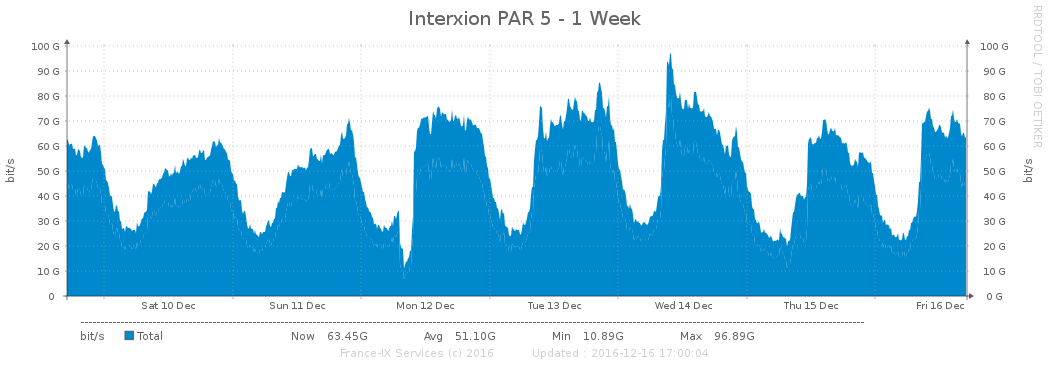 Interxion PAR 5 - 1 Week
RRDTOOL / TOBI OETIKER
bit/s
100 G 100 G
90 G 90 G
80 G 80 G
70 G 70 G
60 G 60 G
50 G 50 G
40 G 40 G
30 G 30 G
20 G 20 G
10 G 10 G
0 0 G
bit/s
Sat 10 Dec Sun 11 Dec Mon 12 Dec Tue 13 Dec Wed 14 Dec Thu 15 Dec Fri 16 Dec
bit/s Total Now 63.45G Avg 51.10G Min 10.89G Max 96.89G
France-IX Services (c) 2016 Updated : 2016-12-16 17:00:04